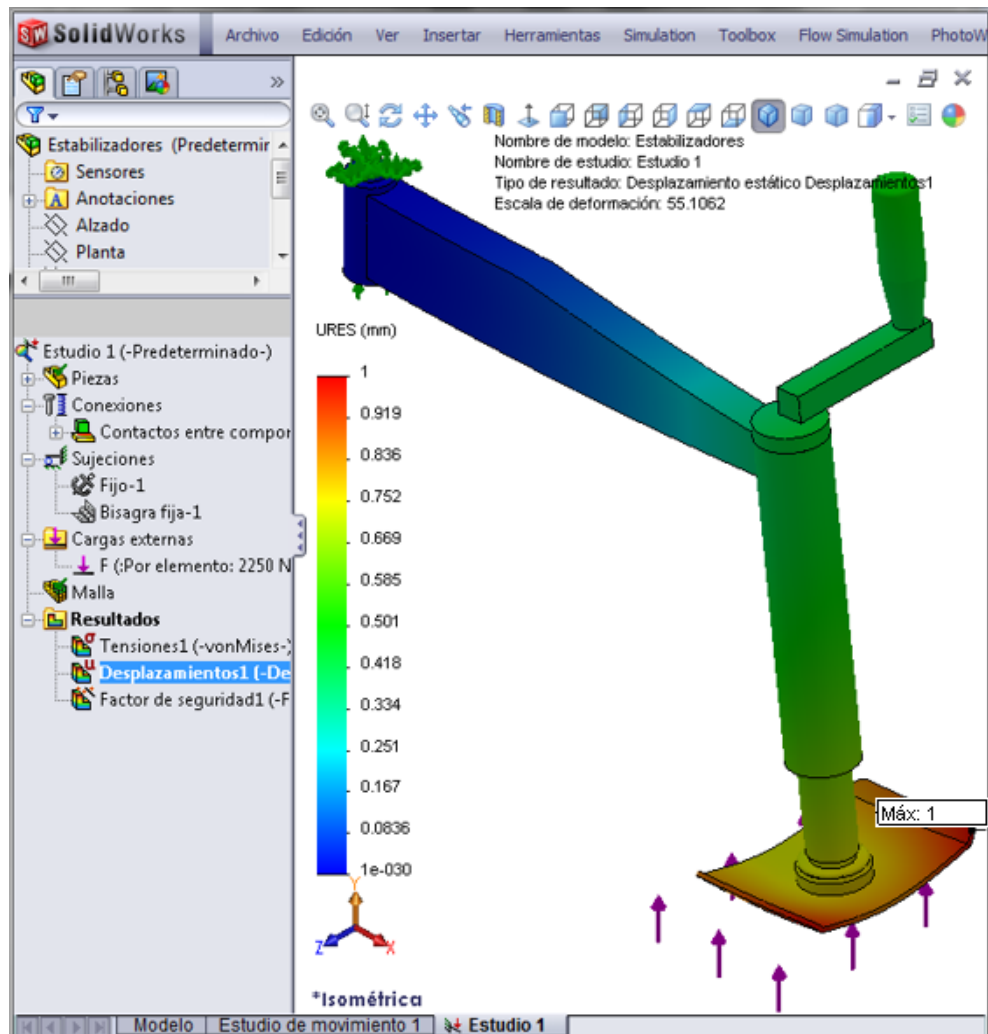 SolidWorks Archivo Edición Ver Insertar Herramientas Simulation Toolbox Flow Simulation PhotoW
Estabilizadores (Predetermir
Sensores
Anotaciones
Alzado
Planta
Estudio 1 (-Predeterminado-)
Piezas
Conexiones
Contactos entre compor
Sujeciones
Fijo-1
Bisagra fija-1
Cargas externas
F (:Por elemento: 2250 N
Malla
Resultados
Tensiones1 (-vonMises-)
Desplazamientos1 (-De
Factor de seguridad1 (-F
Nombre de modelo: Estabilizadores
Nombre de estudio: Estudio 1
Tipo de resultado: Desplazamiento estático Desplazamientos1
Escala de deformación: 55.1062
URES (mm)
1
0.919
0.836
0.752
0.669
0.585
0.501
0.418
0.334
0.251
0.167
0.0836
1e-030
Máx: 1
Y
Z
X
*Isométrica
Modelo Estudio de movimiento 1 Estudio 1